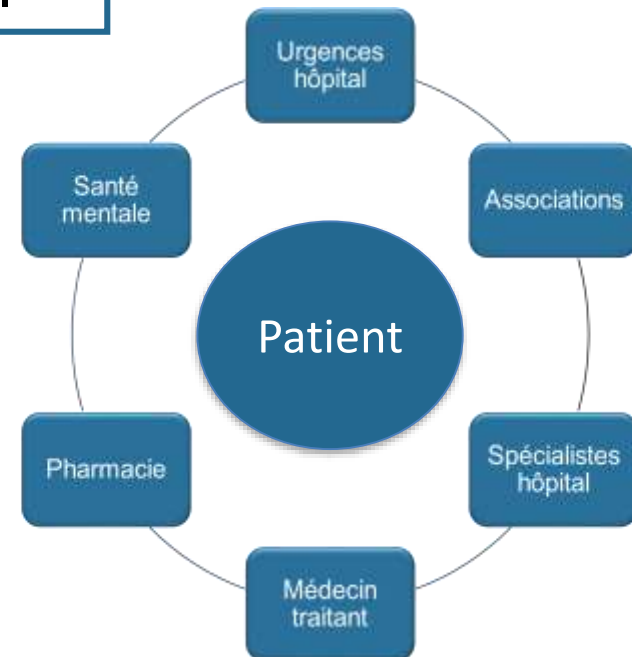 Urgences
hôpital
Santé
mentale
Associations
Patient
Pharmacie
Spécialistes
hôpital
Médecin
traitant